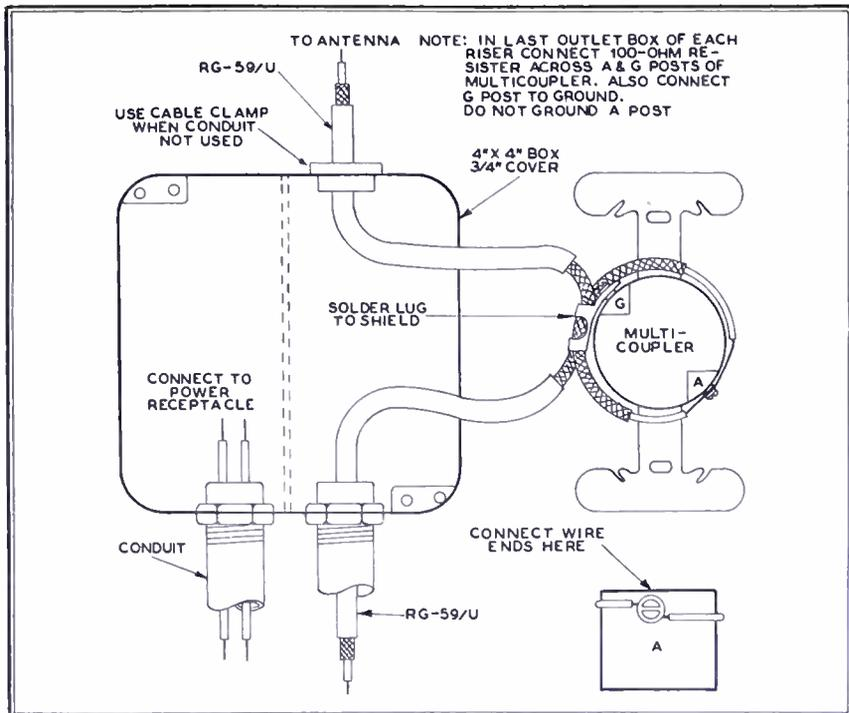 TO ANTENNA
NOTE: IN LAST OUTLET BOX OF EACH
RISER CONNECT 100-OHM RE-
SISTER ACROSS A & G POSTS OF
MULTICOUPLER. ALSO CONNECT
G POST TO GROUND.
DO NOT GROUND A POST
RG-59/U
USE CABLE CLAMP
WHEN CONDUIT
NOT USED
4" X 4" BOX
3/4" COVER
SOLDER LUG
TO SHIELD
G
MULTI-
COUPLER
A
CONNECT TO
POWER
RECEPTACLE
CONDUIT
CONNECT WIRE
ENDS HERE
RG-59/U
A